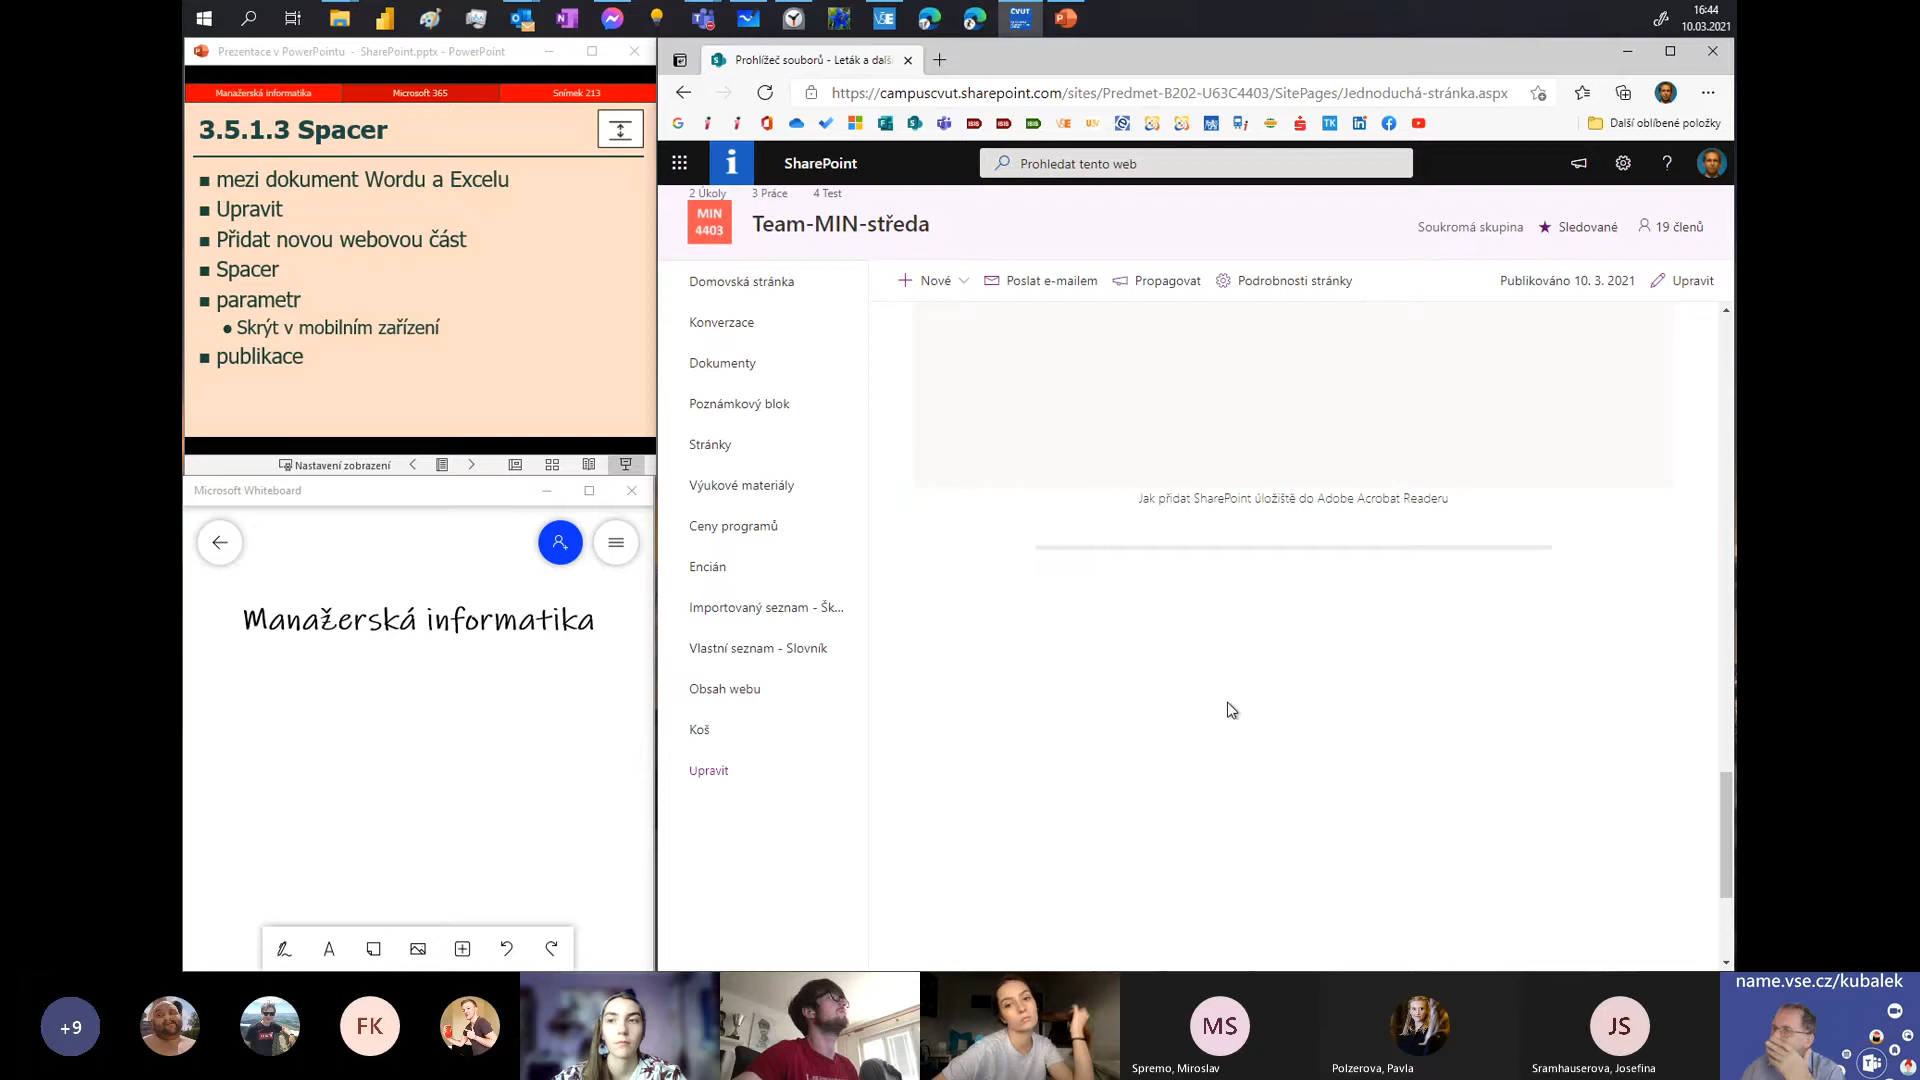 16:44
10.03.2021
Prezentace v PowerPointu - SharePoint.pptx - PowerPoint
Manažerská informatika
Microsoft 365
Snímek 213
3.5.1.3 Spacer
mezi dokument Wordu a Excelu
Upravit
Přidat novou webovou část
Spacer
parametr
Skrýt v mobilním zařízení
publikace
Nastavení zobrazení
Microsoft Whiteboard
Manažerská informatika
Prohlížeč souborů - Leták a dalš
https://campuscvut.sharepoint.com/sites/Predmet-B202-U63C4403/SitePages/Jednoduchá-stránka.aspx
Další oblíbené položky
SharePoint
Prohledat tento web
2 Úkoly
3 Práce
4 Test
MIN
4403
Team-MIN-středa
Soukromá skupina
Sledované
19 členů
Nové
Poslat e-mailem
Propagovat
Podrobnosti stránky
Publikováno 10. 3. 2021
Upravit
Domovská stránka
Konverzace
Dokumenty
Poznámkový blok
Stránky
Výukové materiály
Ceny programů
Encián
Importovaný seznam - Šk...
Vlastní seznam - Slovník
Obsah webu
Koš
Upravit
Jak přidat SharePoint úložiště do Adobe Acrobat Readeru
+9
FK
MS
Spremo, Miroslav
Polzerova, Pavla
JS
Sramhauserova, Josefina
name.vse.cz/kubalek